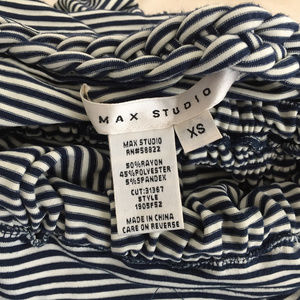 MAX STUDIO
XS
MAX STUDIO
RN#58822
50%RAYON
45%POLYESTER
5%SPANDEX
CUT:31367
STYLE
1905F52
MADE IN CHINA
CARE ON REVERSE